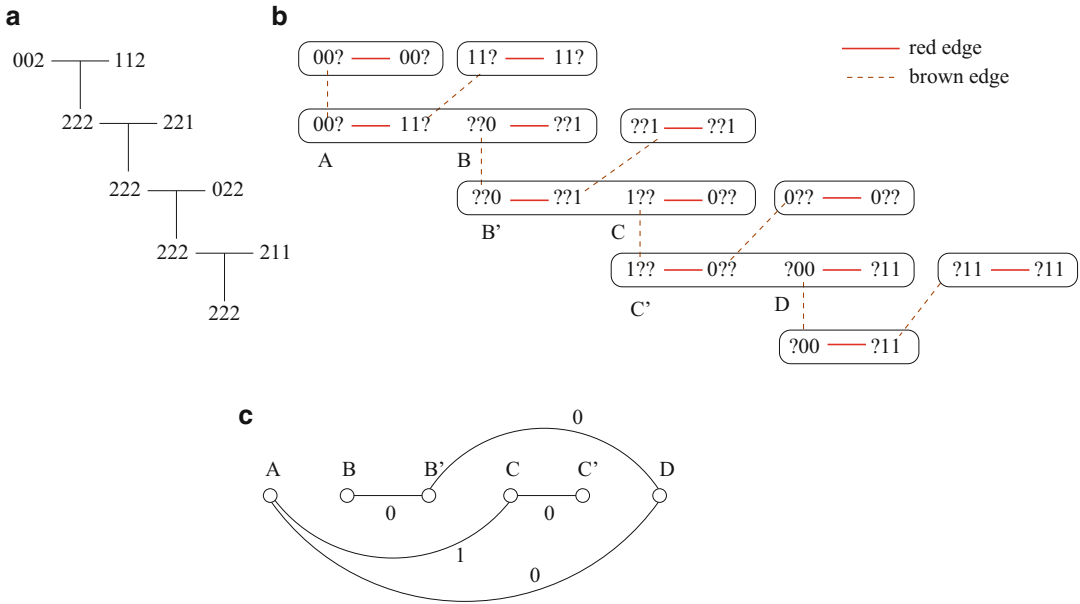 a
002 112
222 221
222 022
222 211
222
b
00? 00? 11? 11?
red edge
brown edge
00? 11? ??0 ??1 ??1 ??1
A B
??0 ??1 1?? 0?? 0?? 0??
B' C
1?? 0?? ?00 ?11 ?11 ?11
C' D
?00 ?11
c
0
A B B' C C' D
0 0
1
0